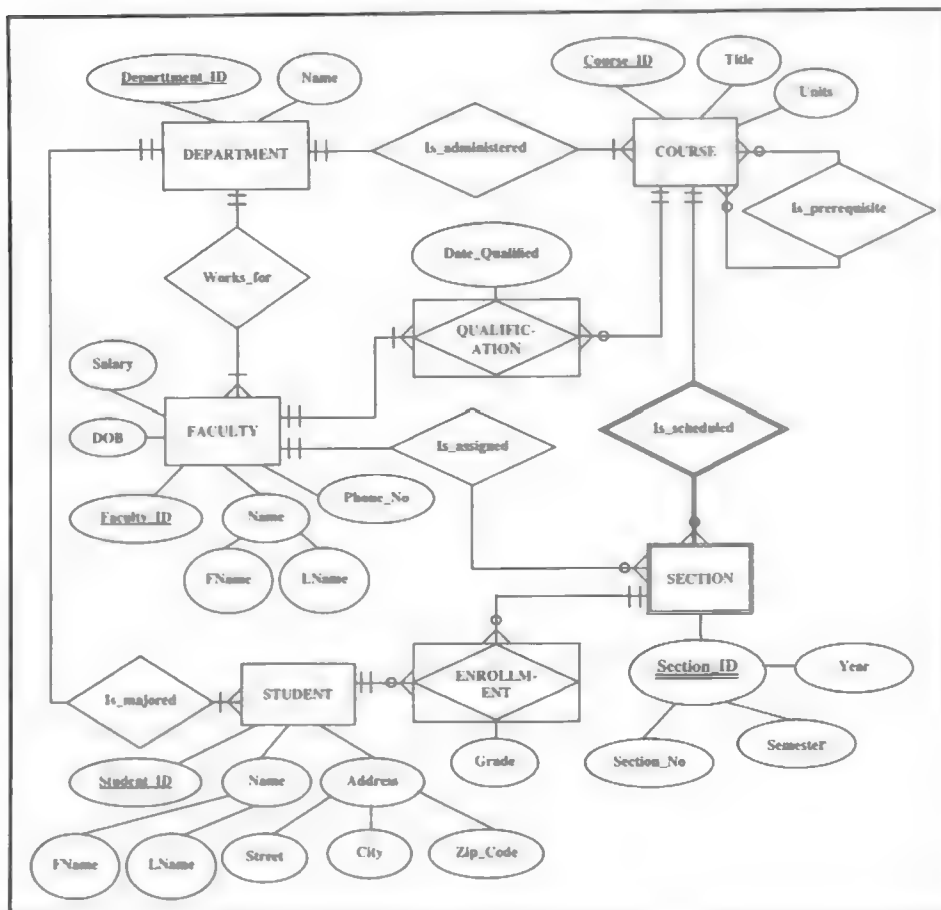 Departtment_ID
Name
Course_ID
Title
Units
DEPARTMENT
Is_administered
COURSE
Is_prerequisite
Date_Qualified
Works_for
QUALIFIC-
ATION
Salary
DOB
FACULTY
Is_assigned
Is_scheduled
Faculty_ID
Name
Phone_No
FName
LName
SECTION
Section_ID
Year
Is_majored
STUDENT
ENROLLM-
ENT
Section_No
Semester
Student_ID
Name
Address
Grade
FName
LName
Street
City
Zip_Code